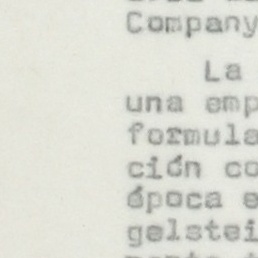 Company
La
una emp
formula
ción co
época e
gelstei